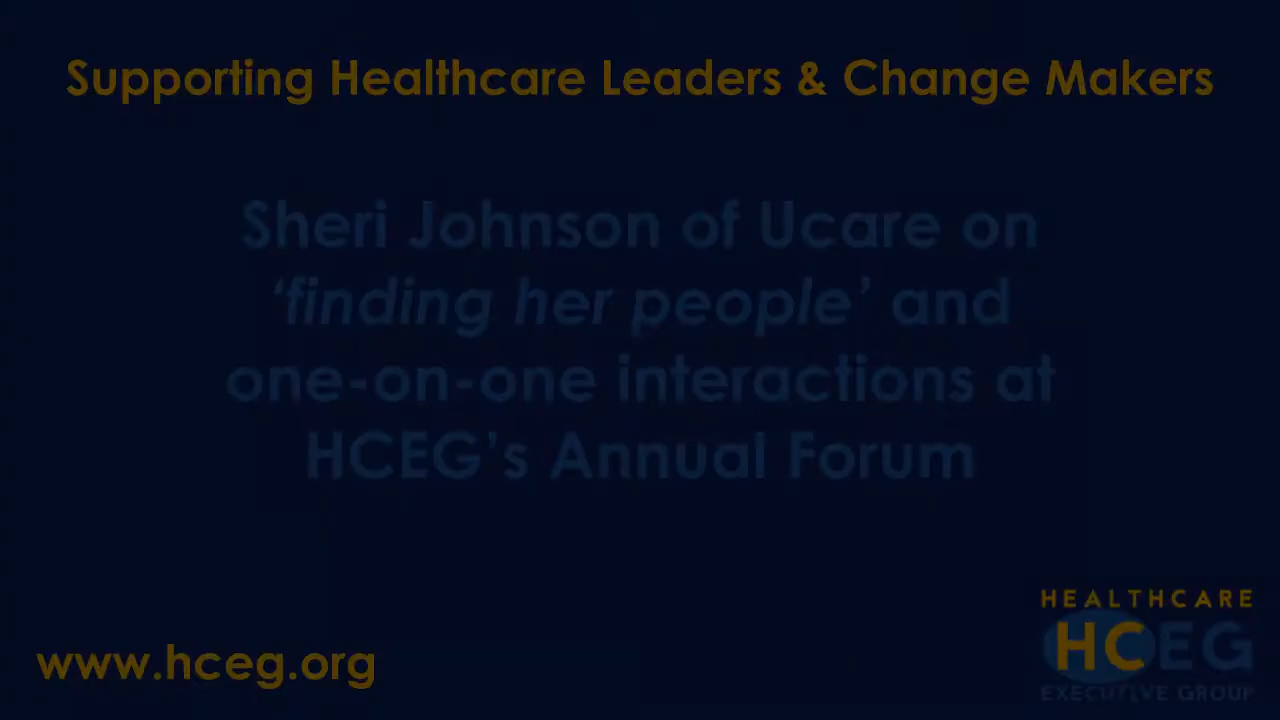 Supporting Healthcare Leaders & Change Makers
Sheri Johnson of Ucare on
‘finding her people’ and
one-on-one interactions at
HCEG’s Annual Forum
HEALTHCARE
HCEG
EXECUTIVE GROUP
www.hceg.org